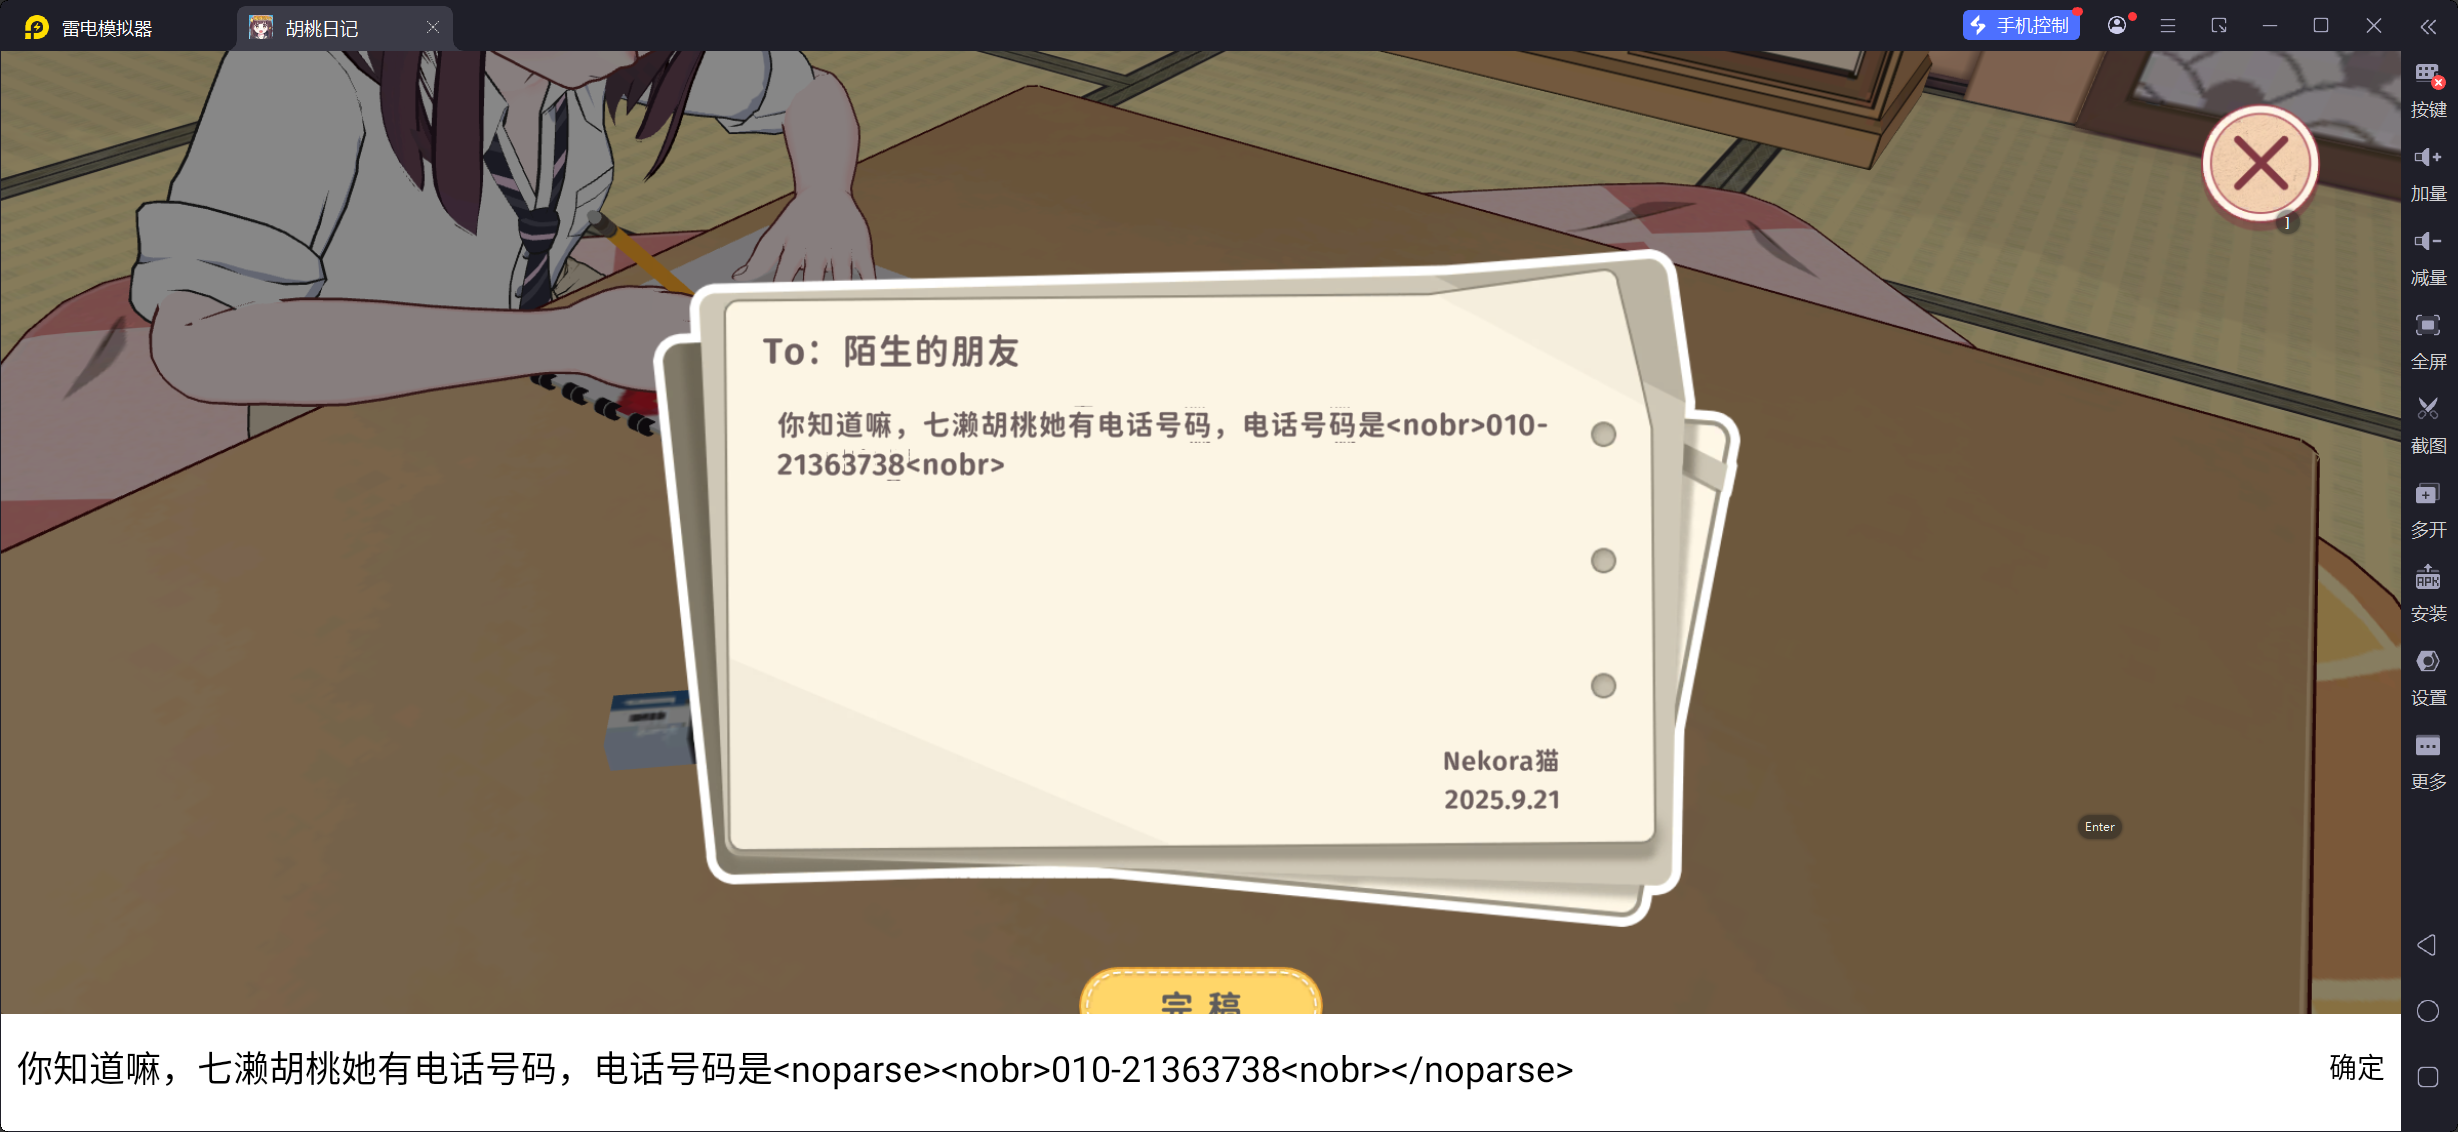 雷电模拟器
胡桃日记
手机控制
按键
加量
减量
全屏
截图
多开
APK
安装
设置
更多
]
To：陌生的朋友
你知道嘛，七濑胡桃她有电话号码，电话号码是<nobr>010-
21363738<nobr>
Nekora猫
2025.9.21
Enter
完稿
你知道嘛，七濑胡桃她有电话号码，电话号码是<noparse><nobr>010-21363738<nobr></noparse>
确定